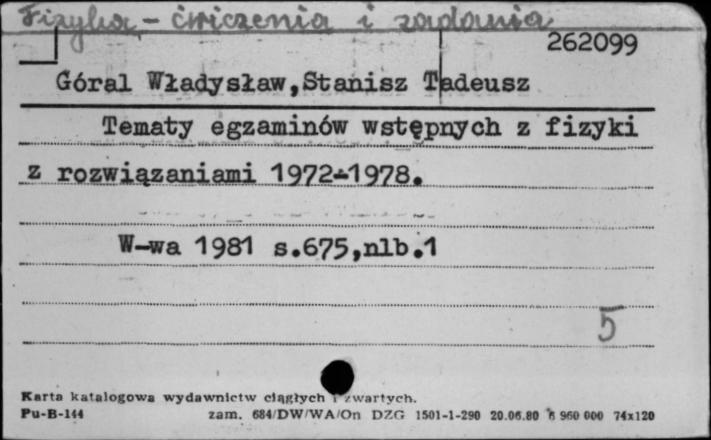 Fizyka - ćwiczenia i zadania
262099
Góral Władysław,Stanisz Tadeusz
Tematy egzaminów wstępnych z fizyki
z rozwiązaniami 1972-1978.
W-wa 1981 s.675,nlb.1
5
Karta katalogowa wydawnictw ciągłych i zwartych.
Pu-B-144 zam. 684/DW/WA/On DZG 1501-1-290 20.06.80 6 960 000 74x120